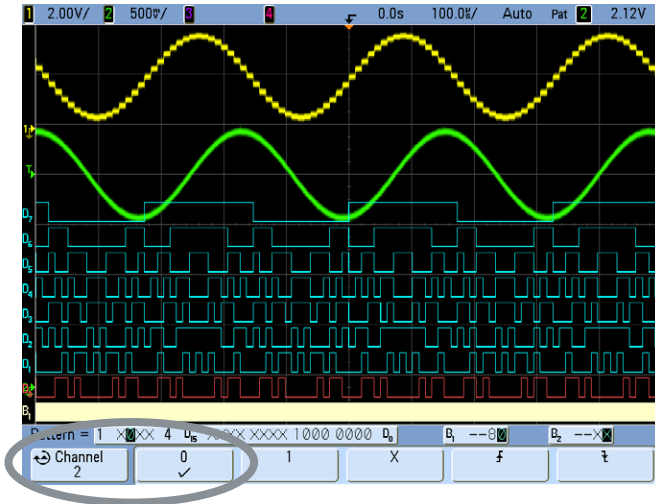 1 2.00V/ 2 500mV/ 3 4 0.0s 100.0%/ Auto Pat 2 2.12V
1
T
D7
D6
D5
D4
D3
D2
D1
B1
Pattern = 1 X0XX 4 D15 XXXX XXXX 1000 0000 D0 B1 --80 B2 --XX
Channel 0 1 X
2 ✓